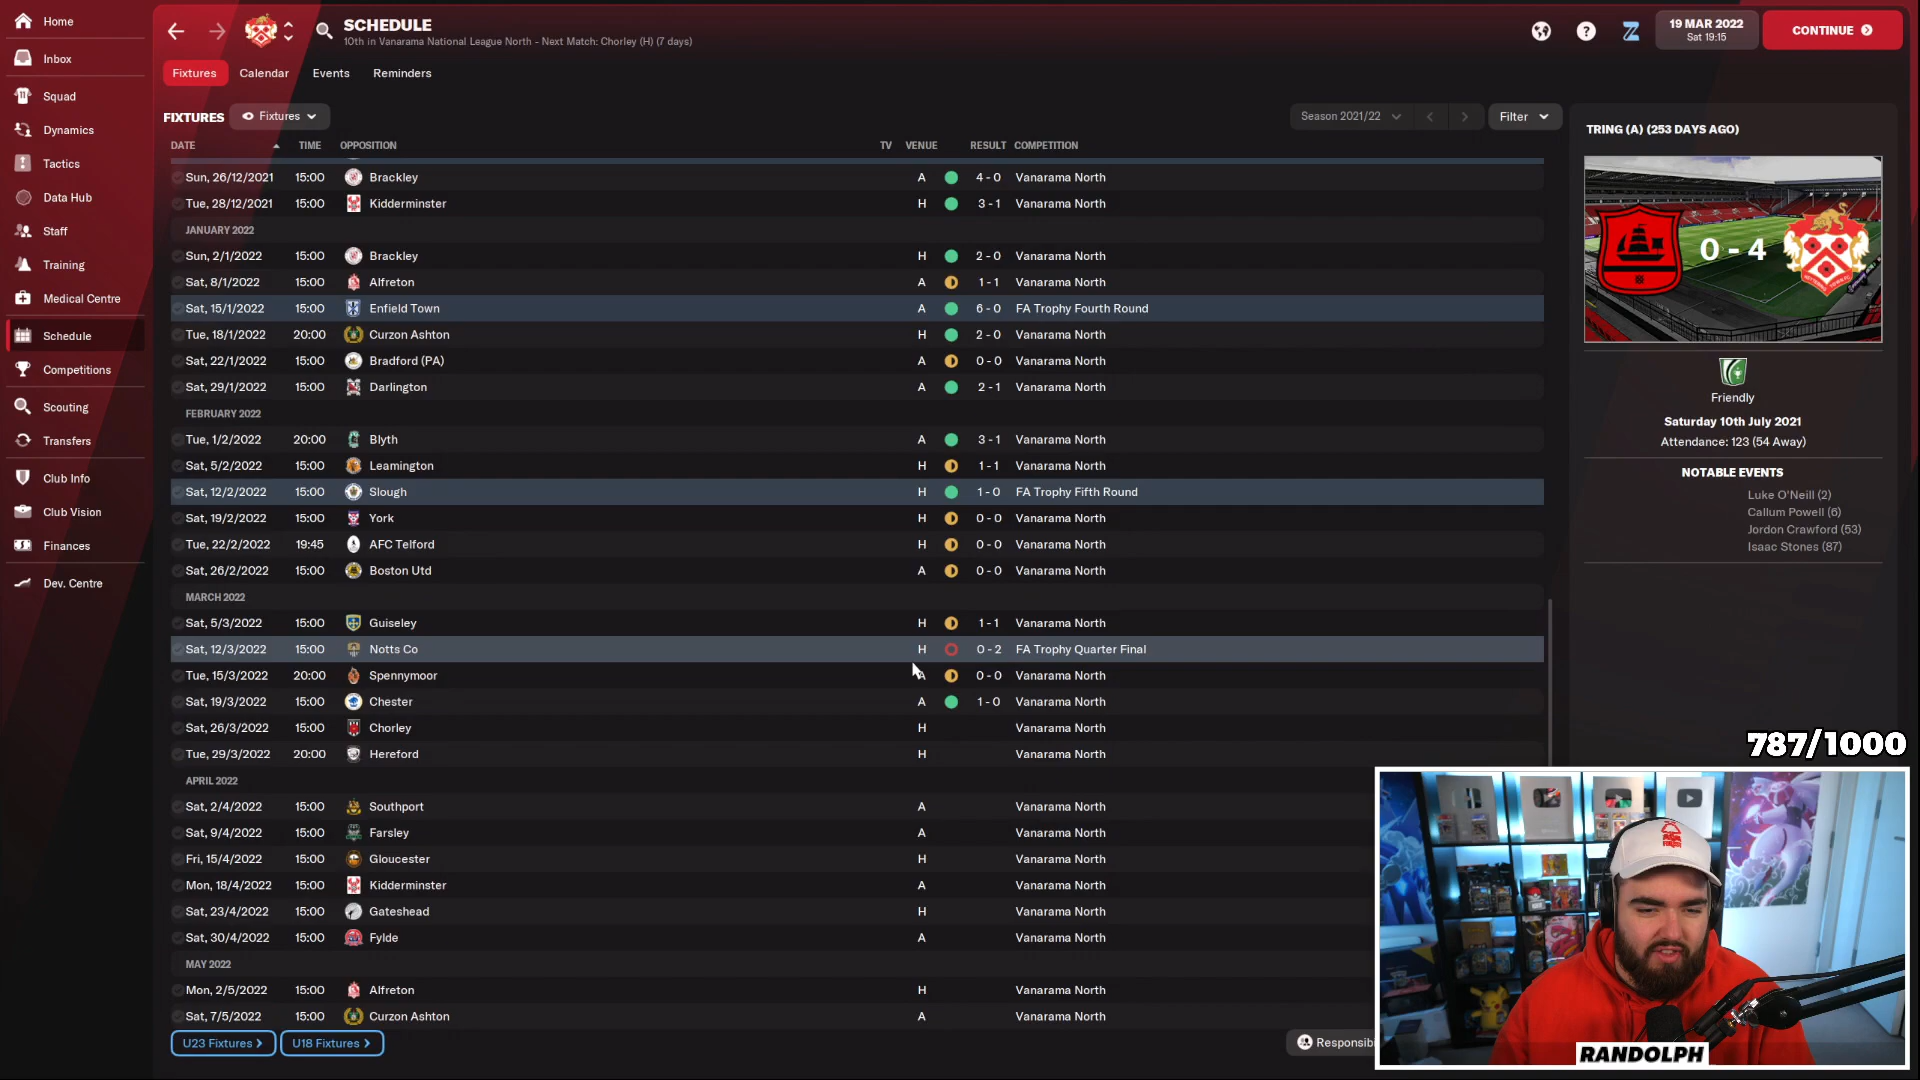 Home
Inbox
Squad
Dynamics
Tactics
Data Hub
Staff
Training
Medical Centre
Schedule
Competitions
Scouting
Transfers
Club Info
Club Vision
Finances
Dev. Centre
SCHEDULE
10th in Vanarama National League North - Next Match: Chorley (H) (7 days)
19 MAR 2022
Sat 19:15
CONTINUE
Fixtures Calendar Events Reminders
FIXTURES Fixtures Season 2021/22 Filter
DATE TIME OPPOSITION TV VENUE RESULT COMPETITION
Sun, 26/12/2021 15:00 Brackley A 4 - 0 Vanarama North
Tue, 28/12/2021 15:00 Kidderminster H 3 - 1 Vanarama North
JANUARY 2022
Sun, 2/1/2022 15:00 Brackley H 2 - 0 Vanarama North
Sat, 8/1/2022 15:00 Alfreton A 1 - 1 Vanarama North
Sat, 15/1/2022 15:00 Enfield Town A 6 - 0 FA Trophy Fourth Round
Tue, 18/1/2022 20:00 Curzon Ashton H 2 - 0 Vanarama North
Sat, 22/1/2022 15:00 Bradford (PA) A 0 - 0 Vanarama North
Sat, 29/1/2022 15:00 Darlington A 2 - 1 Vanarama North
FEBRUARY 2022
Tue, 1/2/2022 20:00 Blyth A 3 - 1 Vanarama North
Sat, 5/2/2022 15:00 Leamington H 1 - 1 Vanarama North
Sat, 12/2/2022 15:00 Slough H 1 - 0 FA Trophy Fifth Round
Sat, 19/2/2022 15:00 York H 0 - 0 Vanarama North
Tue, 22/2/2022 19:45 AFC Telford H 0 - 0 Vanarama North
Sat, 26/2/2022 15:00 Boston Utd A 0 - 0 Vanarama North
MARCH 2022
Sat, 5/3/2022 15:00 Guiseley H 1 - 1 Vanarama North
Sat, 12/3/2022 15:00 Notts Co H 0 - 2 FA Trophy Quarter Final
Tue, 15/3/2022 20:00 Spennymoor A 0 - 0 Vanarama North
Sat, 19/3/2022 15:00 Chester A 1 - 0 Vanarama North
Sat, 26/3/2022 15:00 Chorley H Vanarama North
Tue, 29/3/2022 20:00 Hereford H Vanarama North
APRIL 2022
Sat, 2/4/2022 15:00 Southport A Vanarama North
Sat, 9/4/2022 15:00 Farsley A Vanarama North
Fri, 15/4/2022 15:00 Gloucester H Vanarama North
Mon, 18/4/2022 15:00 Kidderminster A Vanarama North
Sat, 23/4/2022 15:00 Gateshead H Vanarama North
Sat, 30/4/2022 15:00 Fylde A Vanarama North
MAY 2022
Mon, 2/5/2022 15:00 Alfreton H Vanarama North
Sat, 7/5/2022 15:00 Curzon Ashton A Vanarama North
U23 Fixtures U18 Fixtures Responsibi
TRING (A) (253 DAYS AGO)
0 - 4
Friendly
Saturday 10th July 2021
Attendance: 123 (54 Away)
NOTABLE EVENTS
Luke O'Neill (2)
Callum Powell (6)
Jordon Crawford (53)
Isaac Stones (87)
787/1000
RANDOLPH